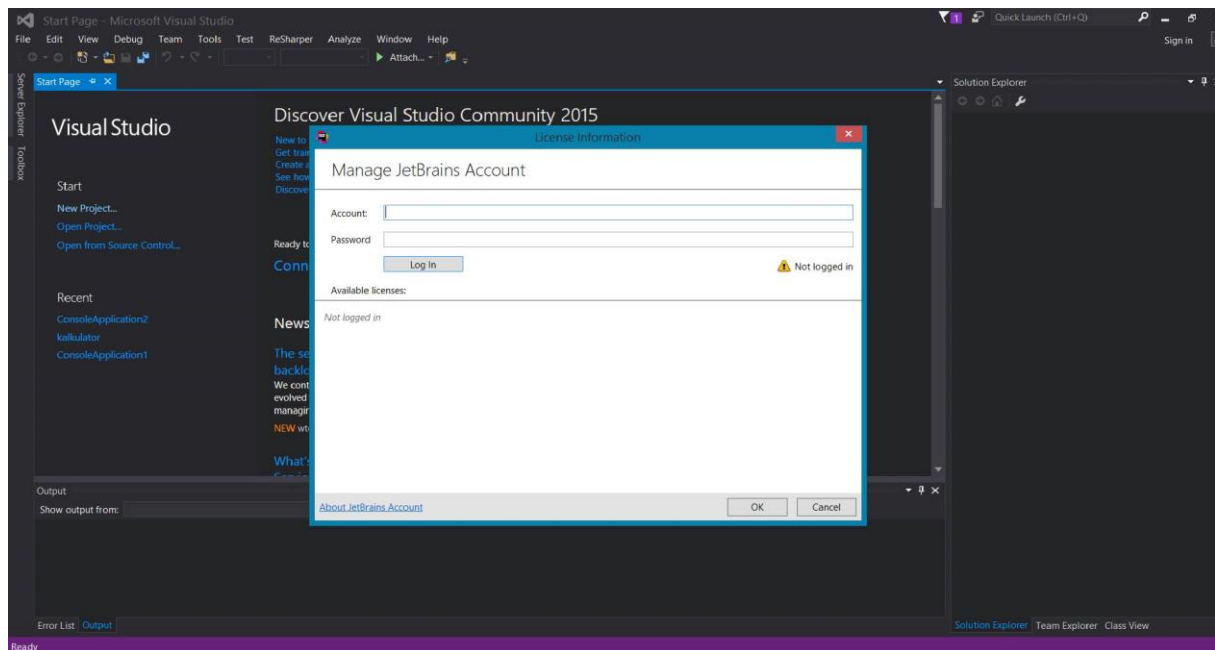 Start Page - Microsoft Visual Studio
1
Quick Launch (Ctrl+Q)
File Edit View Debug Team Tools Test ReSharper Analyze Window Help
Sign in
Attach...
Server Explorer
Toolbox
Start Page
Visual Studio
Start
New Project...
Open Project...
Open from Source Control...
Recent
ConsoleApplication2
kalkulator
ConsoleApplication1
Discover Visual Studio Community 2015
New to
Get
Create
See how
Ready to
Conn
News
The
We cont
evolved
NEW
What's
License Information
Manage JetBrains Account
Account:
Password
Log In
Not logged in
Available licenses:
Not logged in
About JetBrains Account
OK Cancel
Output
Show output from:
Error List Output
Solution Explorer
Solution Explorer Team Explorer Class View
Ready